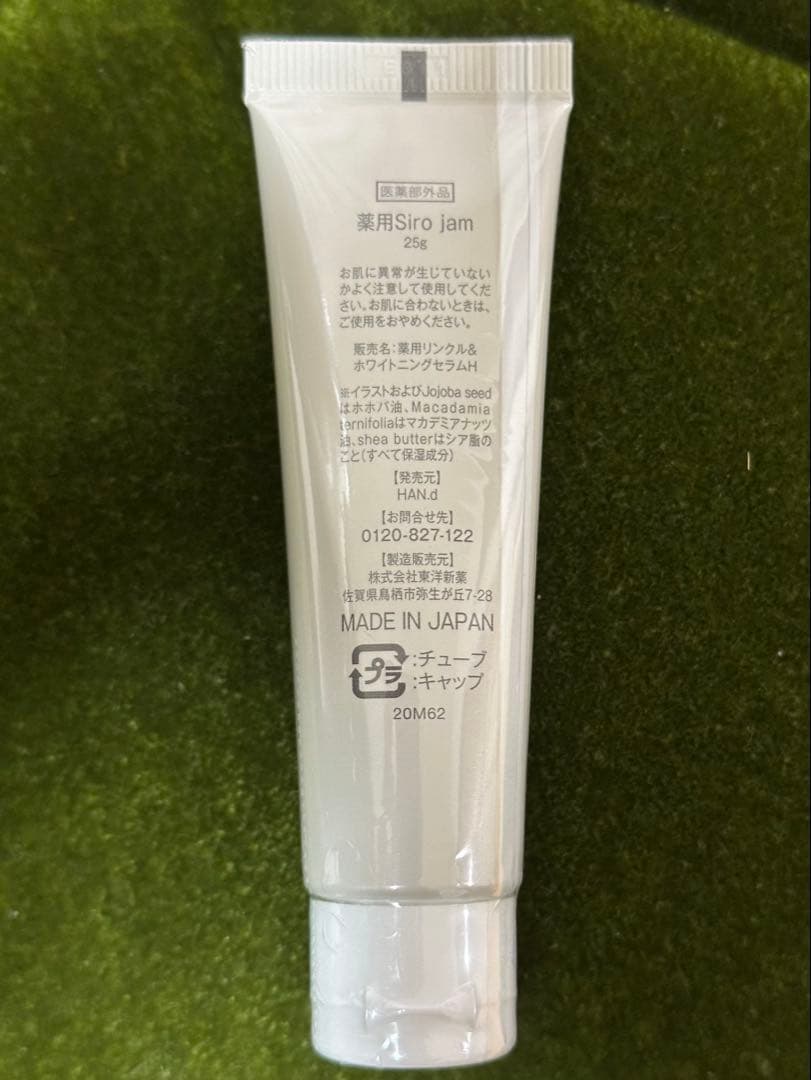 医薬部外品
薬用Siro jam
25g
お肌に異常が生じていない
かよく注意して使用してくだ
さい。お肌に合わないときは、
ご使用をおやめください。
販売名:薬用リンクル&
ホワイトニングセラムH
※イラストおよびJojoba seed
はホホバ油、Macadamia
ternifoliaはマカデミアナッツ
油、shea butterはシア脂の
こと(すべて保湿成分)
【発売元】
HAN.d
【お問合せ先】
0120-827-122
【製造販売元】
株式会社東洋新薬
佐賀県鳥栖市弥生が丘7-28
MADE IN JAPAN
プラ :チューブ
:キャップ
20M62